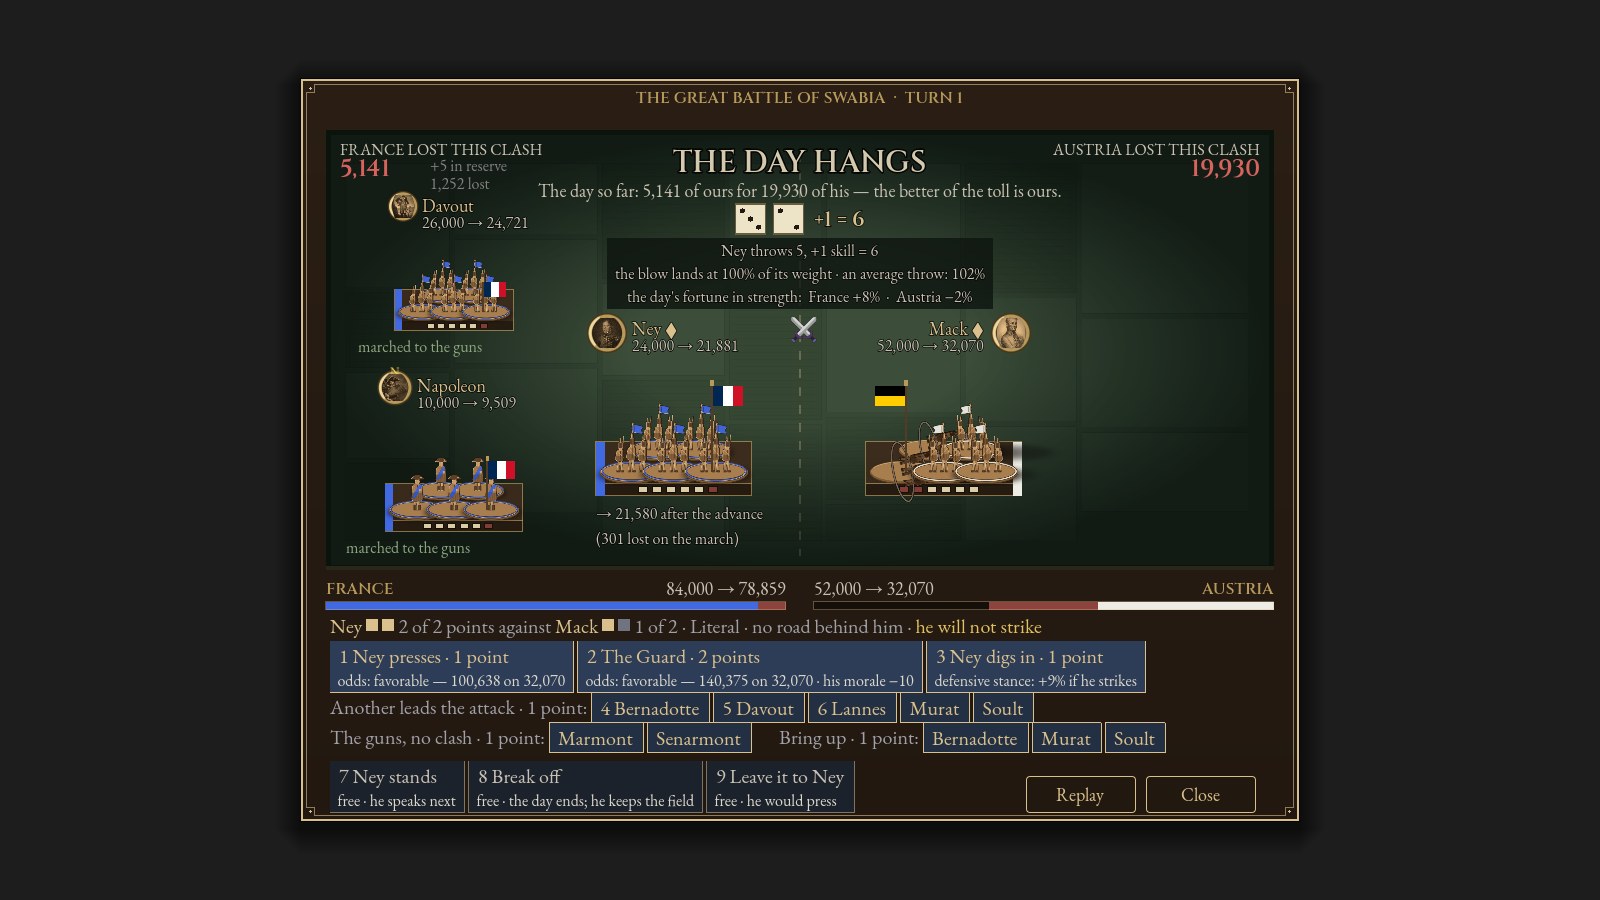 THE GREAT BATTLE OF SWABIA · TURN 1
FRANCE LOST THIS CLASH
5,141
+5 in reserve
1,252 lost
THE DAY HANGS
AUSTRIA LOST THIS CLASH
19,930
The day so far: 5,141 of ours for 19,930 of his — the better of the toll is ours.
+1 = 6
Ney throws 5, +1 skill = 6
the blow lands at 100% of its weight · an average throw: 102%
the day's fortune in strength: France +8% · Austria −2%
Davout
26,000 → 24,721
marched to the guns
N
Napoleon
10,000 → 9,509
marched to the guns
Ney ♦
24,000 → 21,881
→ 21,580 after the advance
(301 lost on the march)
Mack ♦
52,000 → 32,070
FRANCE 84,000 → 78,859
52,000 → 32,070 AUSTRIA
Ney 2 of 2 points against Mack 1 of 2 · Literal · no road behind him · he will not strike
1 Ney presses · 1 point
odds: favorable — 100,638 on 32,070
2 The Guard · 2 points
odds: favorable — 140,375 on 32,070 · his morale −10
3 Ney digs in · 1 point
defensive stance: +9% if he strikes
Another leads the attack · 1 point: 4 Bernadotte 5 Davout 6 Lannes Murat Soult
The guns, no clash · 1 point: Marmont Senarmont Bring up · 1 point: Bernadotte Murat Soult
7 Ney stands
free · he speaks next
8 Break off
free · the day ends; he keeps the field
9 Leave it to Ney
free · he would press
Replay
Close